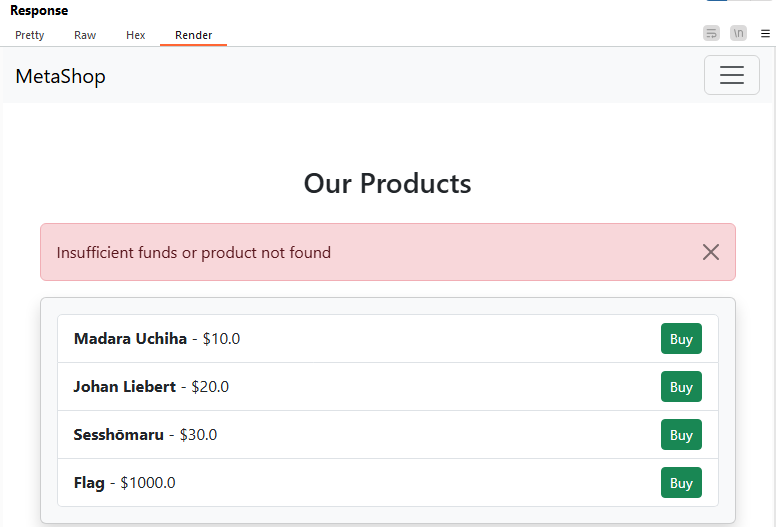 Response
Pretty Raw Hex Render \n
MetaShop
Our Products
Insufficient funds or product not found
Madara Uchiha - $10.0 Buy
Johan Liebert - $20.0 Buy
Sesshōmaru - $30.0 Buy
Flag - $1000.0 Buy